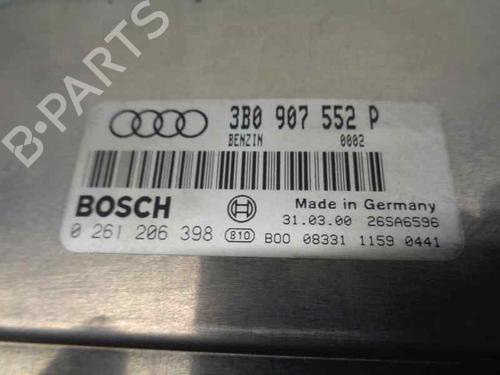 3B0 907 552 P
BENZIN 0002
BOSCH
Made in Germany
31.03.00 26SA6596
0 261 206 398 810 B00 08331 1159 0441
B-PARTS